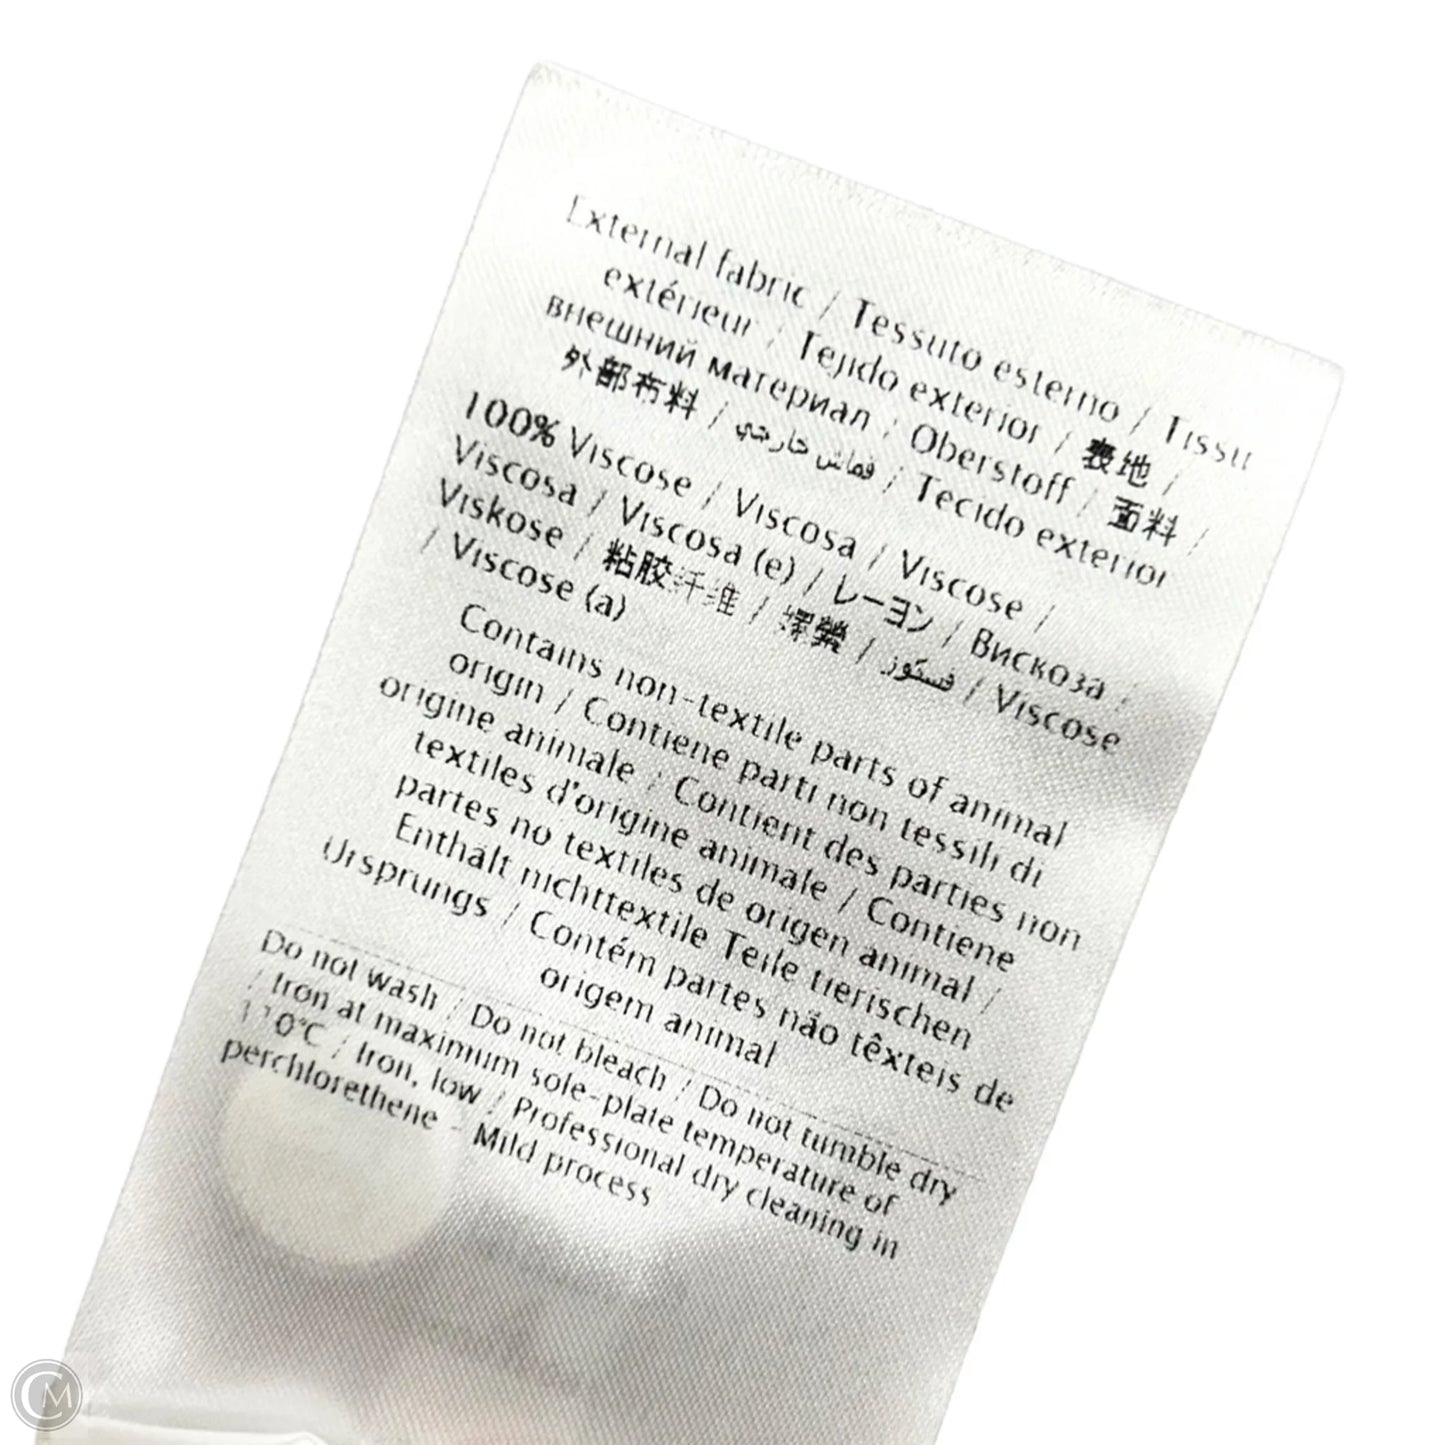 External fabric / Tessuto esterno / Tissu
extérieur / Tejido exterior / 表地 /
внешний материал / Oberstoff / 面料 /
外部布料 / قماش خارجي / Tecido exterior
100% Viscose / Viscosa / Viscose /
Viscosa / Viscosa (e) / レーヨン / Вискоза /
Viskose / 粘胶纤维 / 嫘縈 / فسكوز / Viscose
/ Viscose (a)
Contains non-textile parts of animal
origin / Contiene parti non tessili di
origine animale / Contient des parties non
textiles d'origine animale / Contiene
partes no textiles de origen animal /
Enthält nichttextile Teile tierischen
Ursprungs / Contém partes não têxteis de
origem animal
Do not wash / Do not bleach / Do not tumble dry
/ Iron at maximum sole-plate temperature of
110°C / Iron, low / Professional dry cleaning in
perchlorethene - Mild process
CM